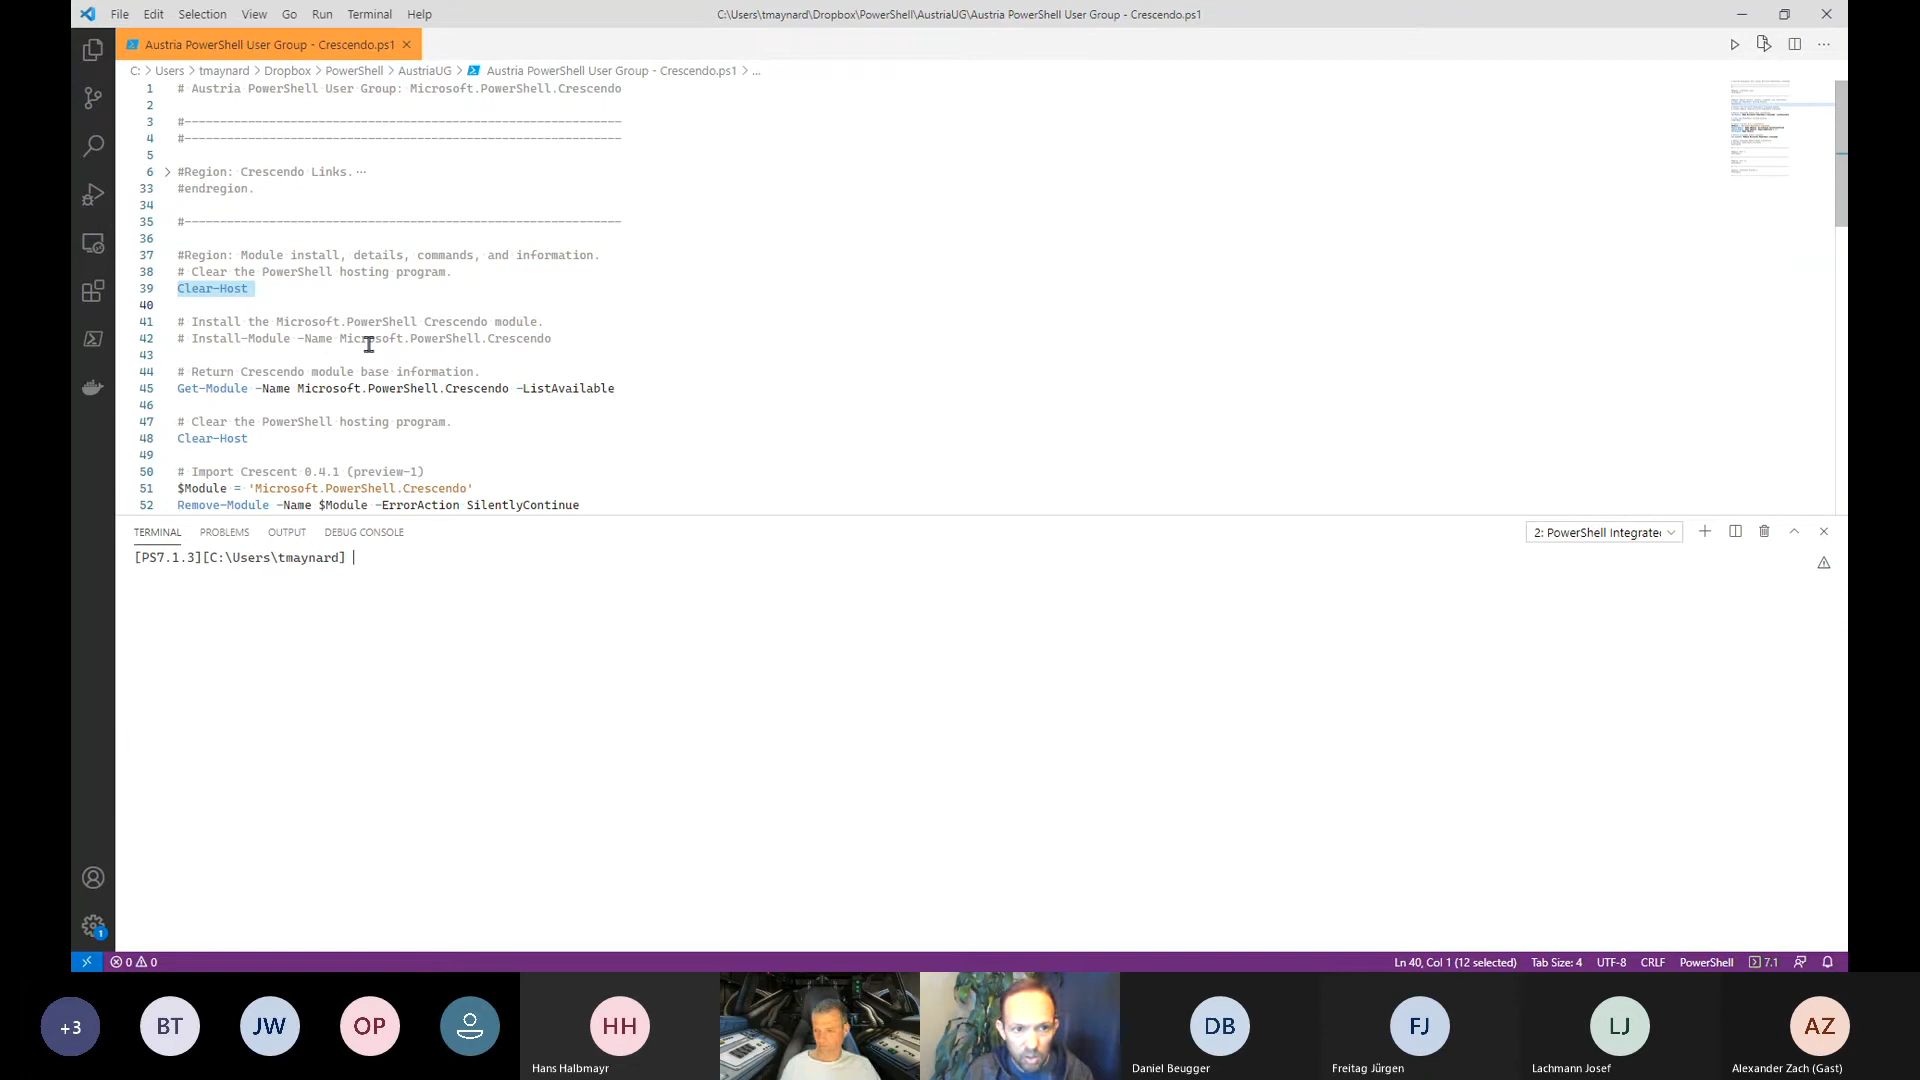 File Edit Selection View Go Run Terminal Help
C:\Users\tmaynard\Dropbox\PowerShell\AustriaUG\Austria PowerShell User Group - Crescendo.ps1
Austria PowerShell User Group - Crescendo.ps1
C: > Users > tmaynard > Dropbox > PowerShell > AustriaUG > Austria PowerShell User Group - Crescendo.ps1 > ...
1 # Austria PowerShell User Group: Microsoft.PowerShell.Crescendo
2
3 #--------------------------------------------------------------
4 #--------------------------------------------------------------
5
6 > #Region: Crescendo Links. ...
33 #endregion.
34
35 #--------------------------------------------------------------
36
37 #Region: Module install, details, commands, and information.
38 # Clear the PowerShell hosting program.
39 Clear-Host
40
41 # Install the Microsoft.PowerShell Crescendo module.
42 # Install-Module -Name Microsoft.PowerShell.Crescendo
43
44 # Return Crescendo module base information.
45 Get-Module -Name Microsoft.PowerShell.Crescendo -ListAvailable
46
47 # Clear the PowerShell hosting program.
48 Clear-Host
49
50 # Import Crescent 0.4.1 (preview-1)
51 $Module = 'Microsoft.PowerShell.Crescendo'
52 Remove-Module -Name $Module -ErrorAction SilentlyContinue
TERMINAL PROBLEMS OUTPUT DEBUG CONSOLE 2: PowerShell Integrate
[PS7.1.3][C:\Users\tmaynard]
1
0 0 Ln 40, Col 1 (12 selected) Tab Size: 4 UTF-8 CRLF PowerShell 7.1
+3 BT JW OP HH DB FJ LJ AZ
Hans Halbmayr Daniel Beugger Freitag Jürgen Lachmann Josef Alexander Zach (Gast)